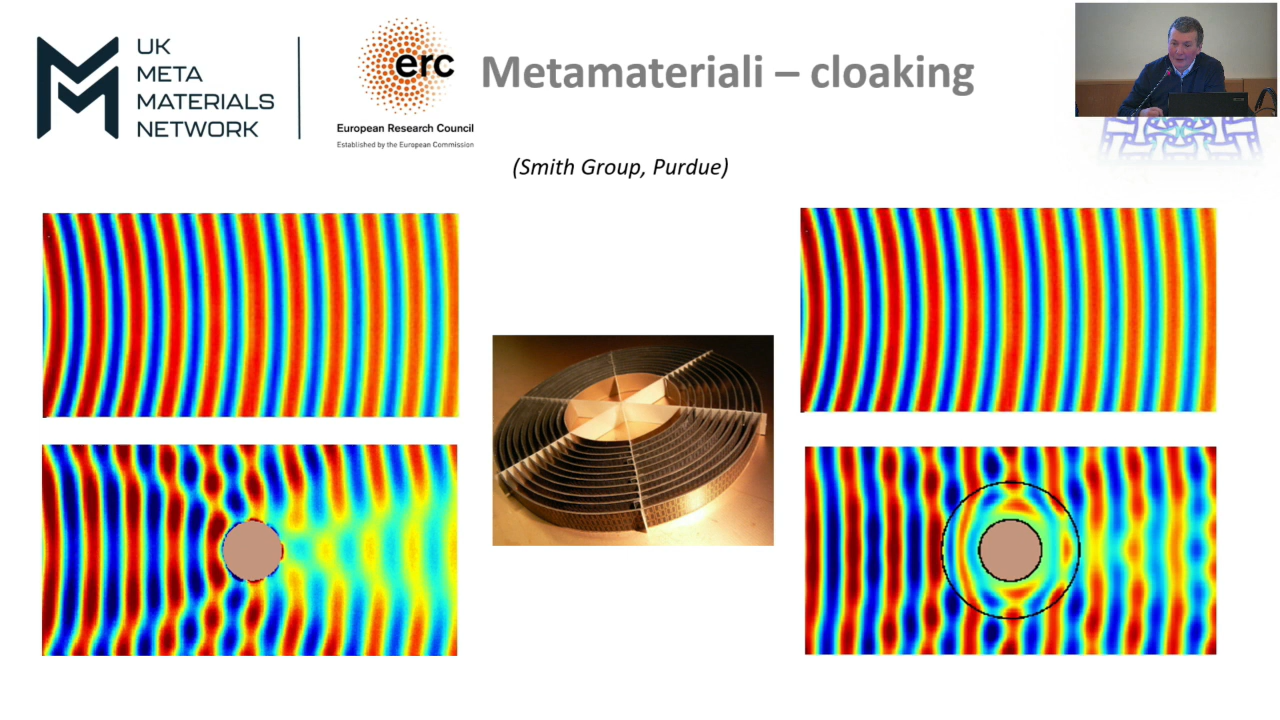 UK
META
MATERIALS
NETWORK
erc
European Research Council
Established by the European Commission
Metamateriali – cloaking
(Smith Group, Purdue)